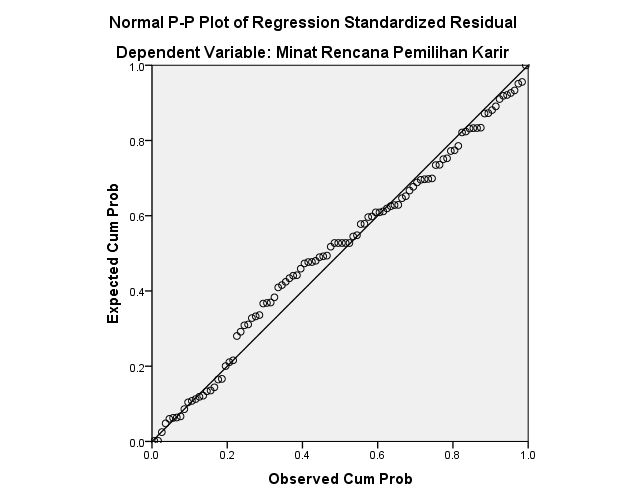 Normal P-P Plot of Regression Standardized Residual
Dependent Variable: Minat Rencana Pemilihan Karir
1.0
0.8
0.6
0.4
0.2
0.0
Expected Cum Prob
0.0 0.2 0.4 0.6 0.8 1.0
Observed Cum Prob